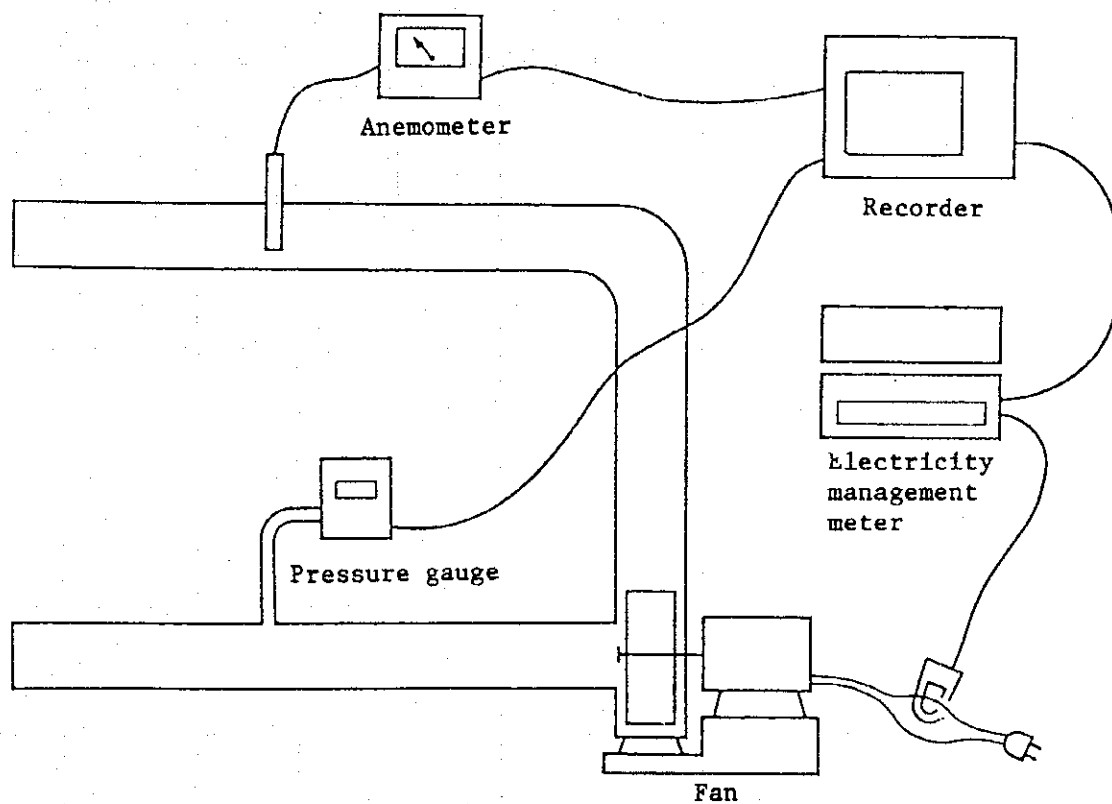 Anemometer
Recorder
Electricity
management
meter
Pressure gauge
Fan